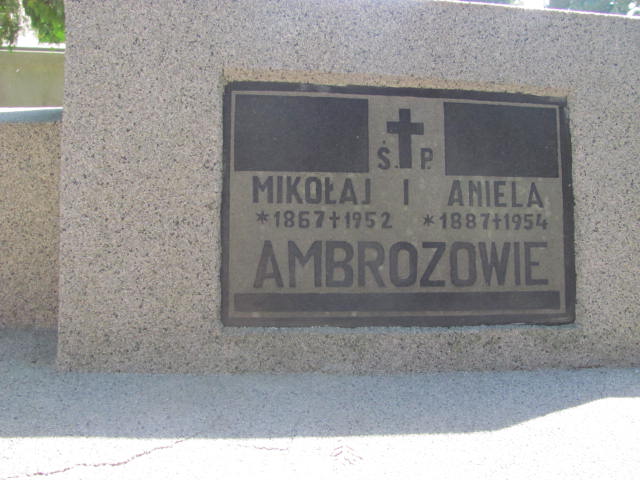 Ś. P.
MIKOŁAJ I ANIELA
*1867†1952 *1887†1954
AMBROZOWIE